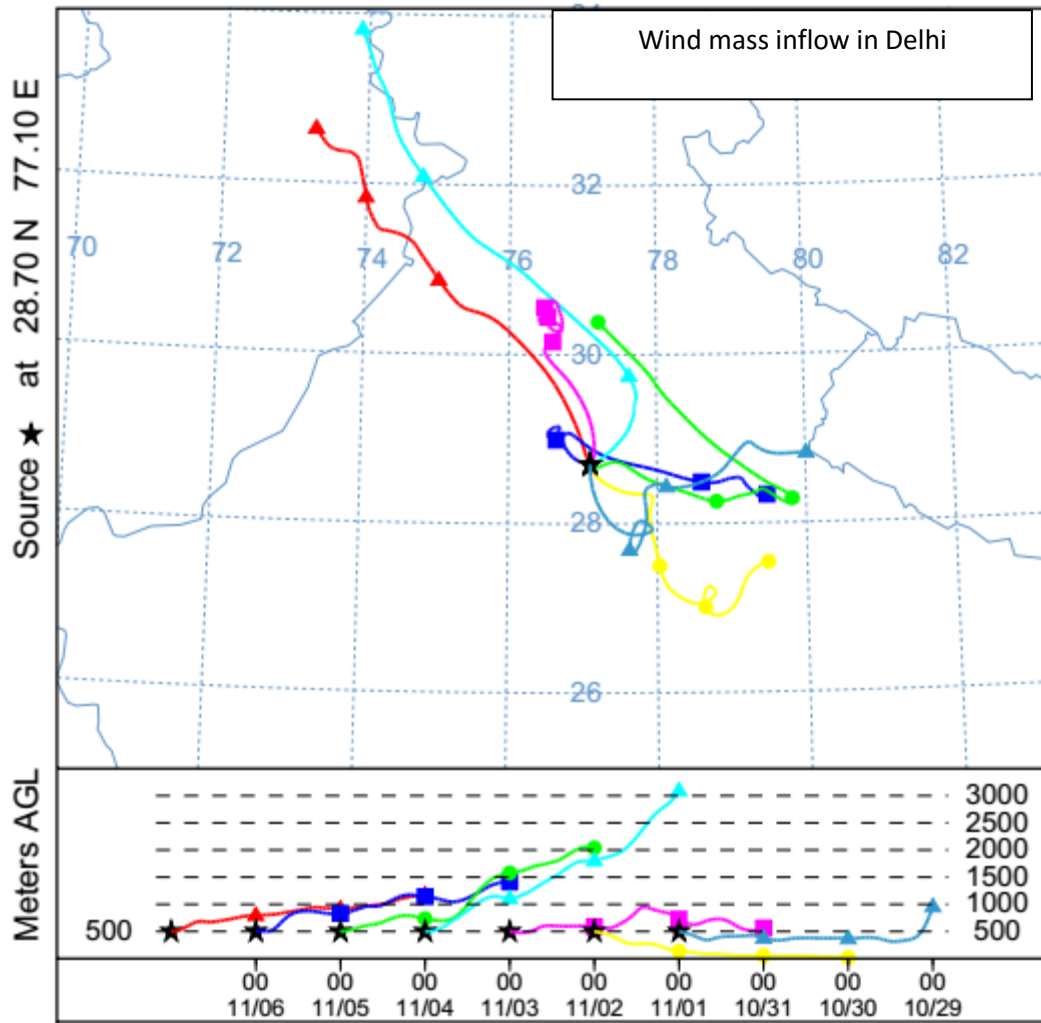 34
Wind mass inflow in Delhi
Source ★ at 28.70 N 77.10 E
32
70 72 74 76 78 80 82
30
28
26
Meters AGL
3000
2500
2000
1500
1000
500 500
00 00 00 00 00 00 00 00 00
11/06 11/05 11/04 11/03 11/02 11/01 10/31 10/30 10/29